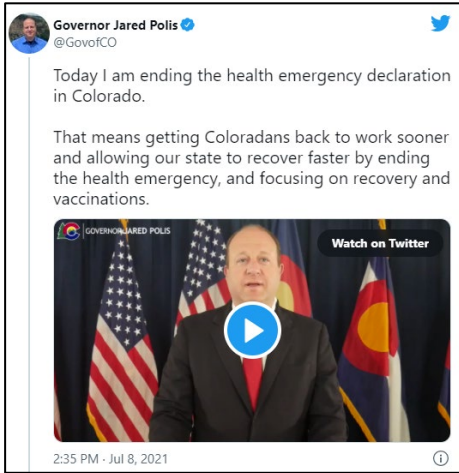 Governor Jared Polis
@GovofCO
Today I am ending the health emergency declaration
in Colorado.
That means getting Coloradans back to work sooner
and allowing our state to recover faster by ending
the health emergency, and focusing on recovery and
vaccinations.
GOVERNOR JARED POLIS
Watch on Twitter
2:35 PM · Jul 8, 2021